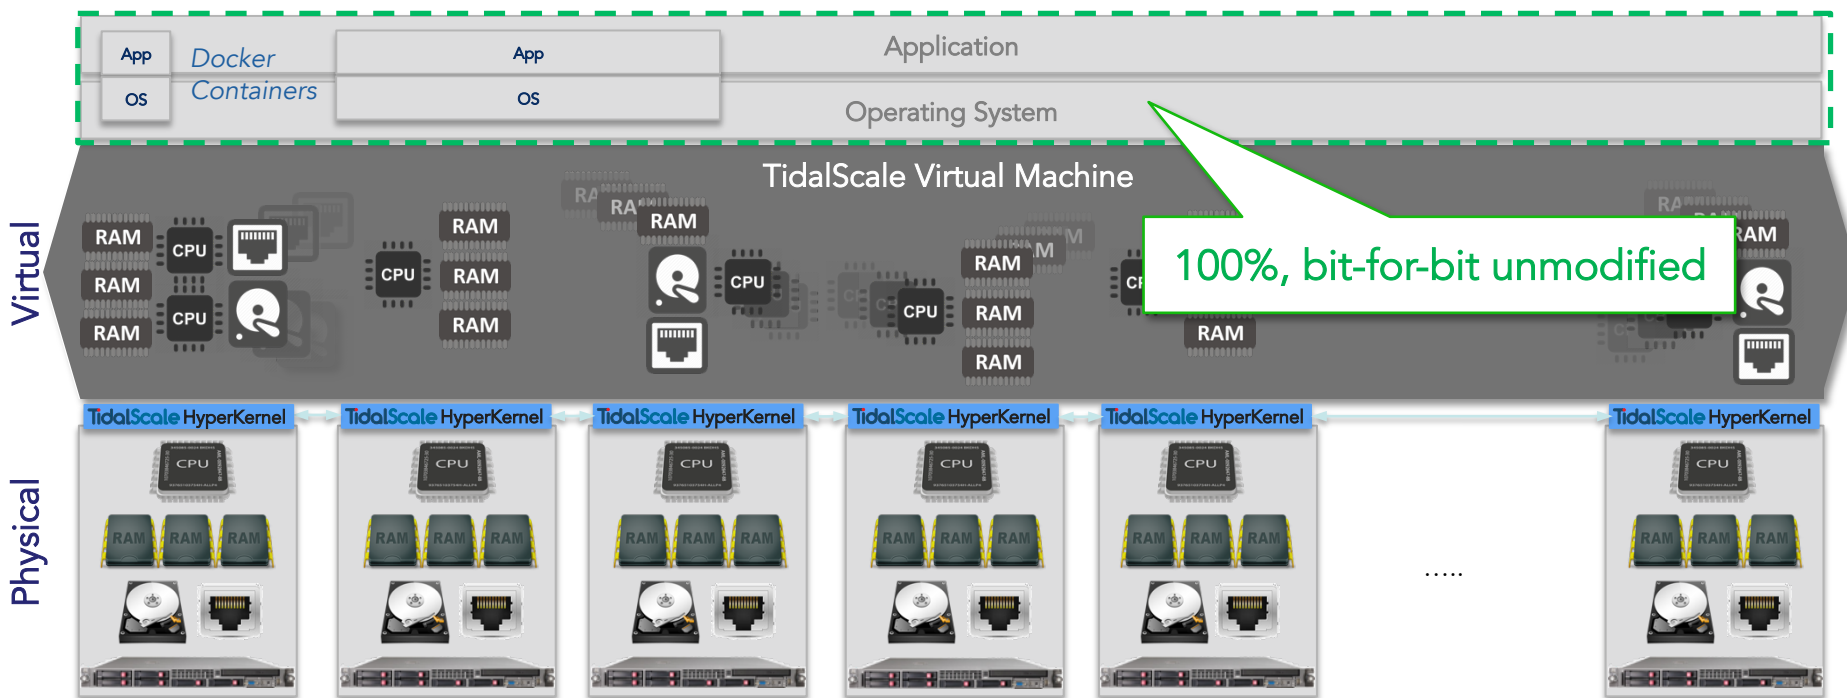 App
Docker
App
Application
OS
Containers
OS
Operating System
TidalScale Virtual Machine
100%, bit-for-bit unmodified
Virtual
RAM
RAM
RAM
CPU
CPU
CPU
RAM
RAM
RAM
RA
RAM
RAM
CPU
CPU
RAM
RAM
RAM
RAM
RAM
RAM
TidalScale HyperKernel
TidalScale HyperKernel
TidalScale HyperKernel
TidalScale HyperKernel
TidalScale HyperKernel
TidalScale HyperKernel
Physical
CPU
CPU
CPU
CPU
CPU
CPU
RAM RAM RAM
RAM RAM RAM
RAM RAM RAM
RAM RAM RAM
RAM RAM RAM
RAM RAM RAM
.....